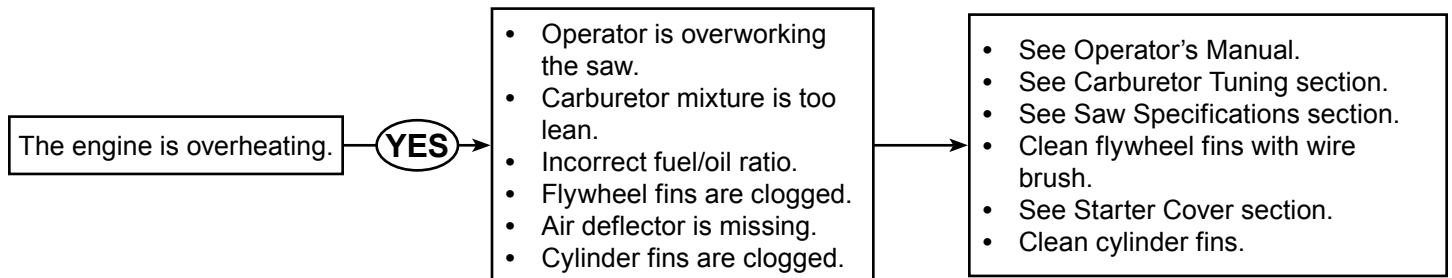 The engine is overheating.
YES
• Operator is overworking
the saw.
• Carburetor mixture is too
lean.
• Incorrect fuel/oil ratio.
• Flywheel fins are clogged.
• Air deflector is missing.
• Cylinder fins are clogged.
• See Operator’s Manual.
• See Carburetor Tuning section.
• See Saw Specifications section.
• Clean flywheel fins with wire
brush.
• See Starter Cover section.
• Clean cylinder fins.